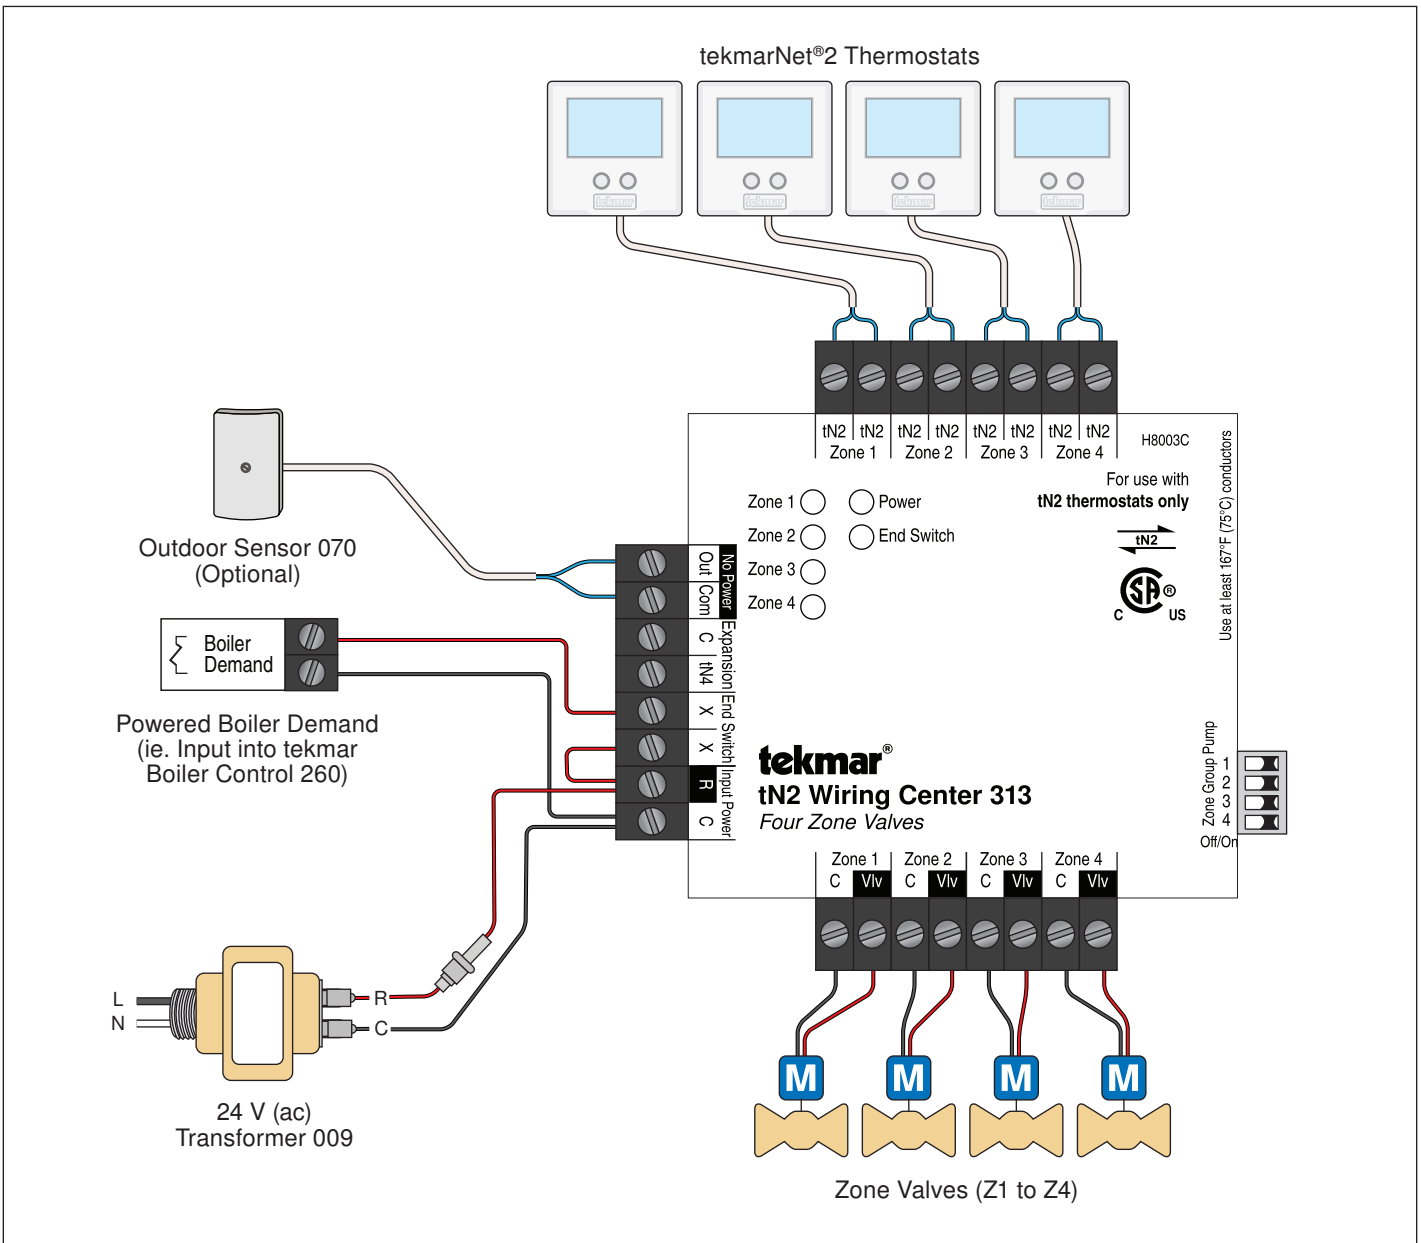 tekmarNet®2 Thermostats
tekmar tekmar tekmar tekmar
tN2 tN2 tN2 tN2 tN2 tN2 tN2 tN2
Zone 1 Zone 2 Zone 3 Zone 4
H8003C
For use with
tN2 thermostats only
tN2
C SA ® US
Use at least 167°F (75°C) conductors
Zone 1
Zone 2
Zone 3
Zone 4
Power
End Switch
Outdoor Sensor 070
(Optional)
Boiler
Demand
Powered Boiler Demand
(ie. Input into tekmar
Boiler Control 260)
Out
Com
No Power
C
tN4
Expansion
X
X
End Switch
R
C
Input Power
tekmar®
tN2 Wiring Center 313
Four Zone Valves
Zone Group Pump
1
2
3
4
Off/On
Zone 1 Zone 2 Zone 3 Zone 4
C Vlv C Vlv C Vlv C Vlv
L
N
R
C
24 V (ac)
Transformer 009
M M M M
Zone Valves (Z1 to Z4)